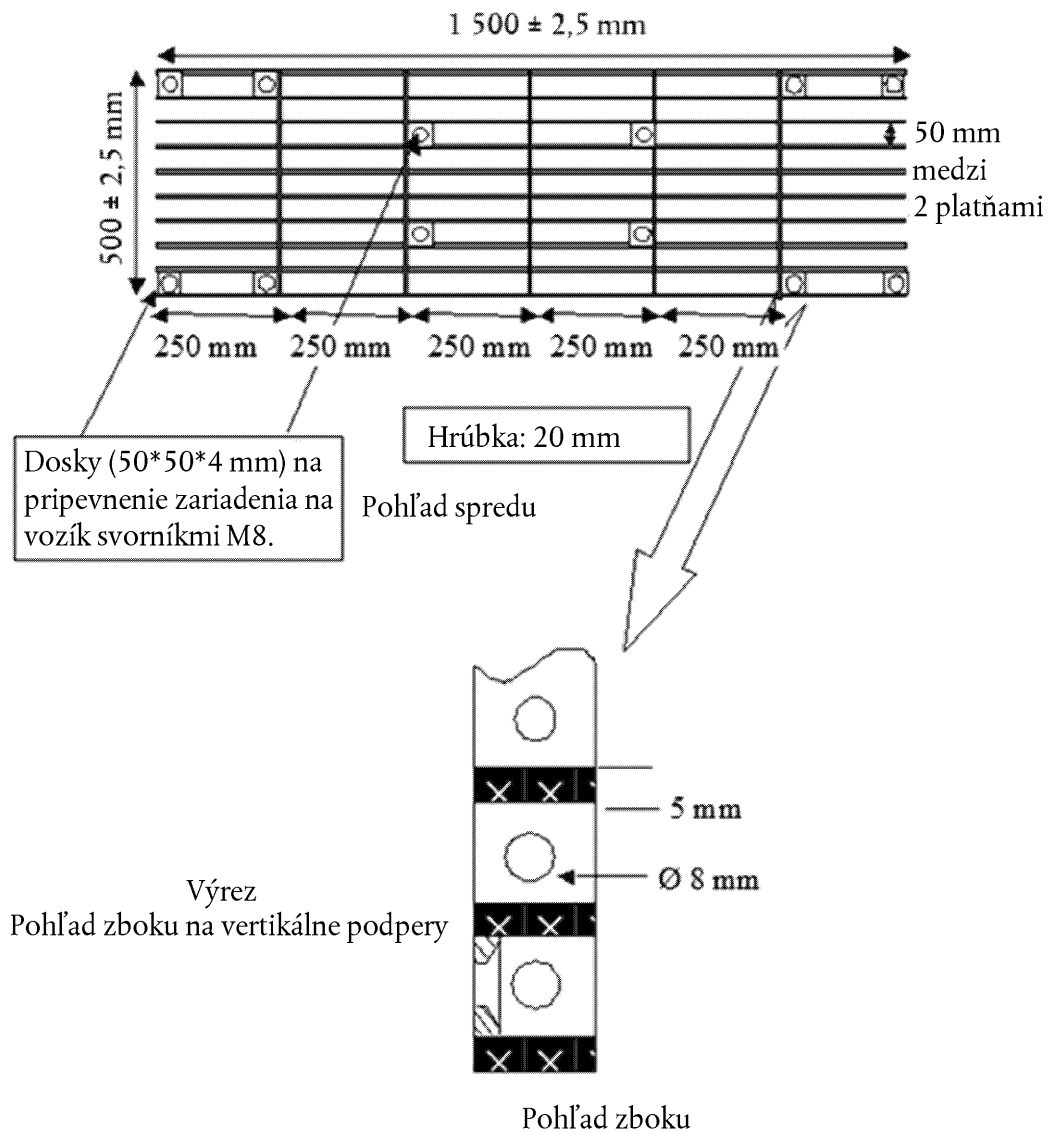 1 500 ± 2,5 mm
500 ± 2,5 mm
50 mm
medzi
2 platňami
250 mm 250 mm 250 mm 250 mm 250 mm
Hrúbka: 20 mm
Dosky (50*50*4 mm) na
pripevnenie zariadenia na
vozík svorníkmi M8.
Pohľad spredu
5 mm
Ø 8 mm
Výrez
Pohľad zboku na vertikálne podpery
Pohľad zboku